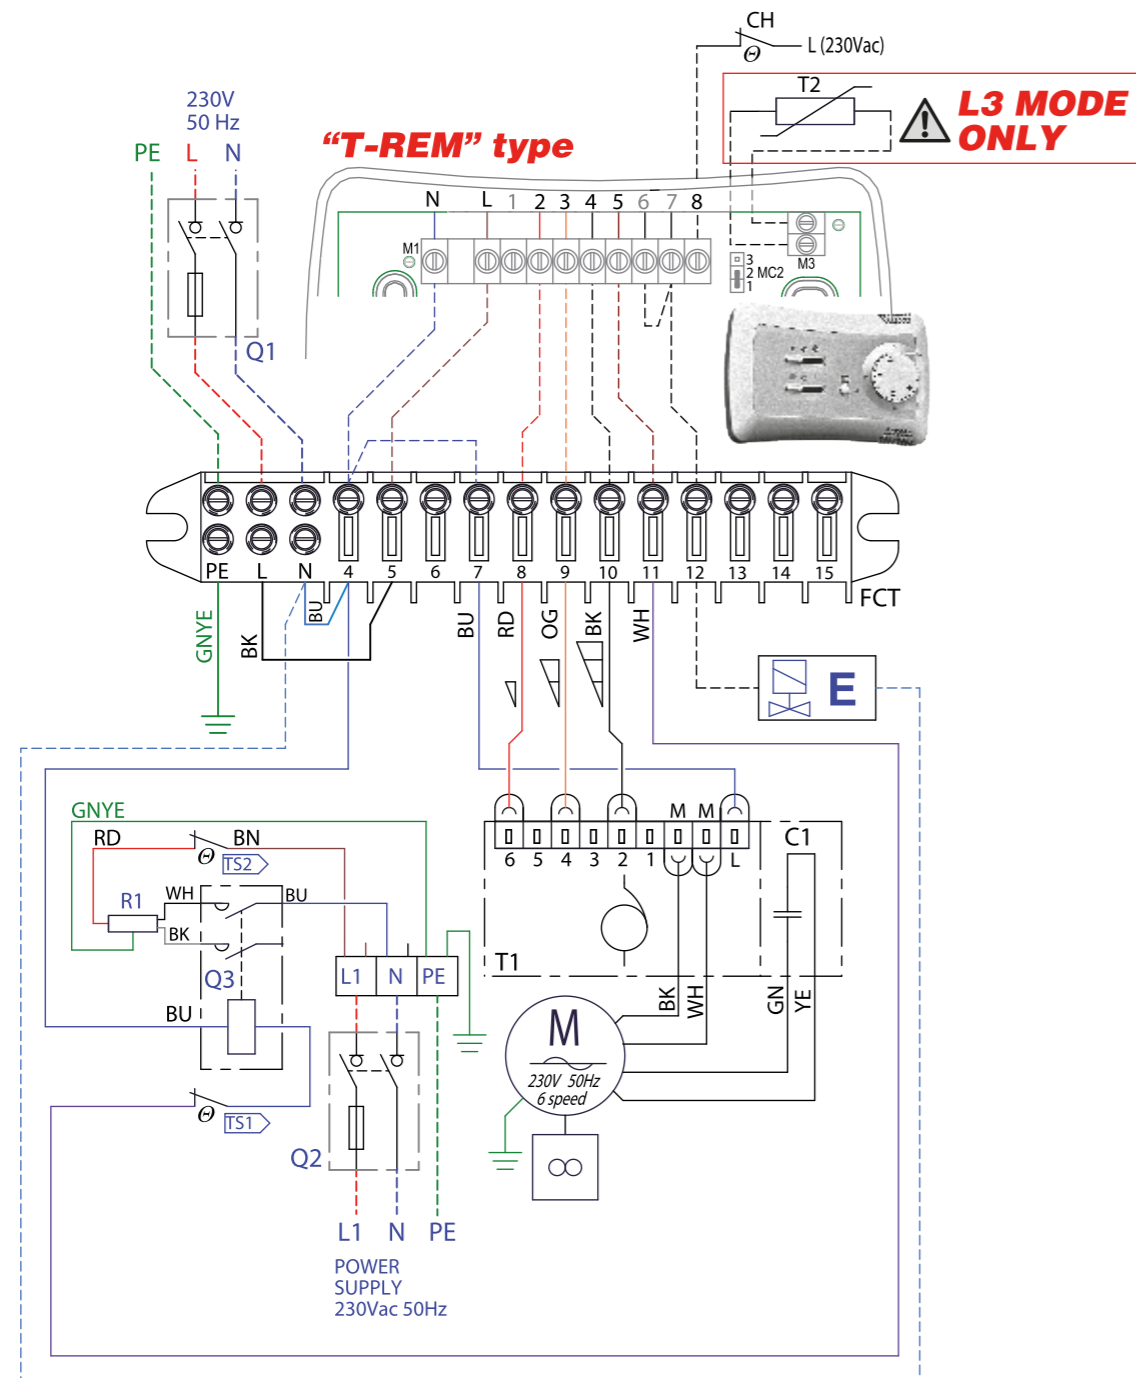 CH
L (230Vac)
T2
L3 MODE
ONLY
230V
50 Hz
PE L N
“T-REM” type
N L 1 2 3 4 5 6 7 8
M1
M3
3
2 MC2
1
Q1
PE L N 4 5 6 7 8 9 10 11 12 13 14 15
FCT
GNYE
BK
BU
BU
RD
OG
BK
WH
E
GNYE
RD
BN
TS2
R1
WH
BU
BK
Q3
BU
TS1
L1 N PE
Q2
L1 N PE
POWER
SUPPLY
230Vac 50Hz
M M
6 5 4 3 2 1 L
C1
T1
BK
WH
GN
YE
M
230V 50Hz
6 speed